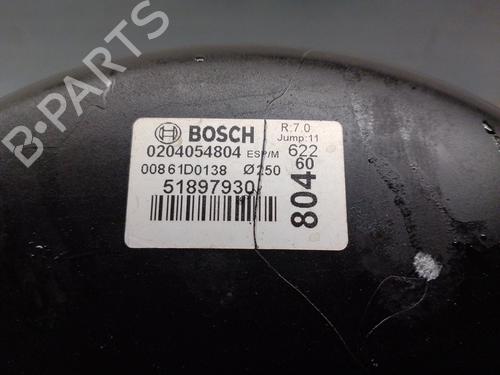 B-PARTS
BOSCH
R:7.0
Jump:11
0204054804 ESP/M 622
00861D0138 Ø250 60
51897930
804